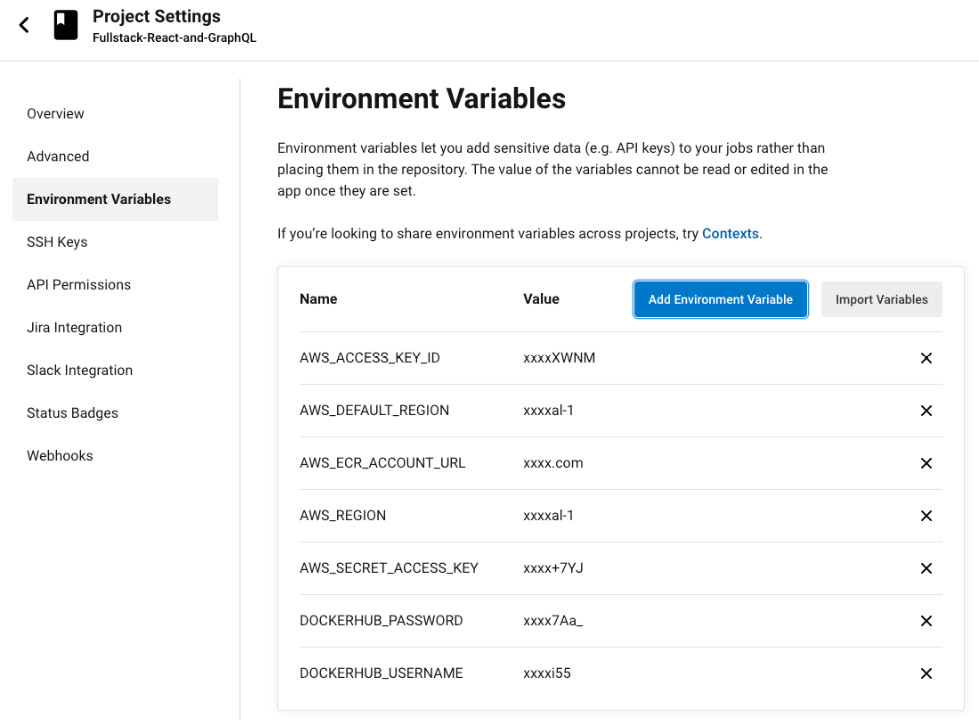 Project Settings
Fullstack-React-and-GraphQL
Overview
Advanced
Environment Variables
SSH Keys
API Permissions
Jira Integration
Slack Integration
Status Badges
Webhooks
Environment Variables
Environment variables let you add sensitive data (e.g. API keys) to your jobs rather than
placing them in the repository. The value of the variables cannot be read or edited in the
app once they are set.
If you're looking to share environment variables across projects, try Contexts.
Name Value Add Environment Variable Import Variables
AWS_ACCESS_KEY_ID xxxxXWNM
AWS_DEFAULT_REGION xxxxal-1
AWS_ECR_ACCOUNT_URL xxxx.com
AWS_REGION xxxxal-1
AWS_SECRET_ACCESS_KEY xxxx+7YJ
DOCKERHUB_PASSWORD xxxx7Aa_
DOCKERHUB_USERNAME xxxxi55